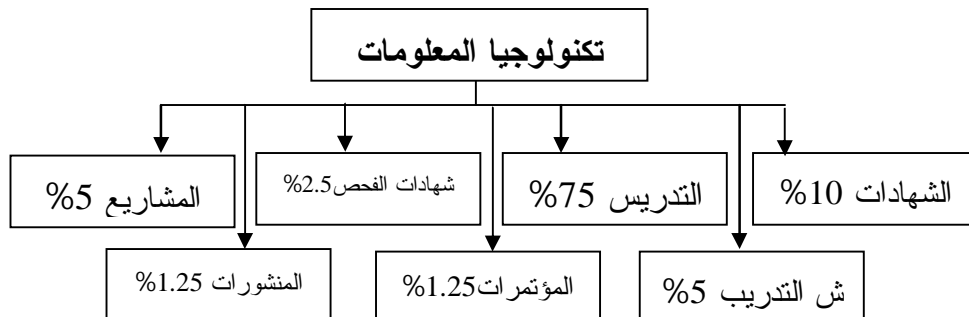 تكنولوجيا المعلومات
الشهادات 10%
التدريس 75%
شهادات الفحص2.5%
المشاريع 5%
ش التدريب 5%
المؤتمرات1.25%
المنشورات 1.25%